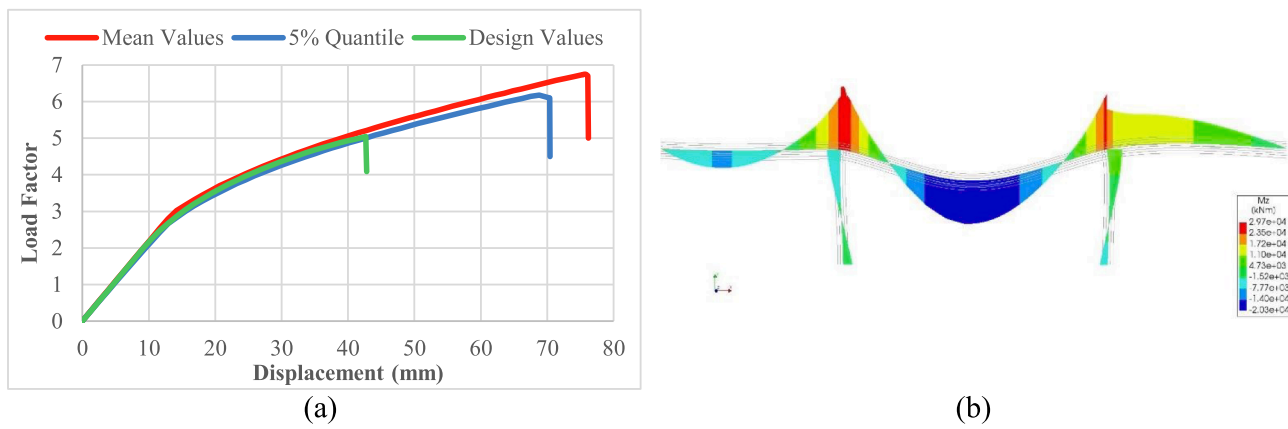 Mean Values 5% Quantile Design Values
7
6
5
4
3
2
1
0
Load Factor
0 10 20 30 40 50 60 70 80
Displacement (mm)
Mz
(kNm)
2.97e+04
2.35e+04
1.72e+04
1.10e+04
4.73e+03
-1.52e+03
-7.77e+03
-1.40e+04
-2.03e+04
(a) (b)